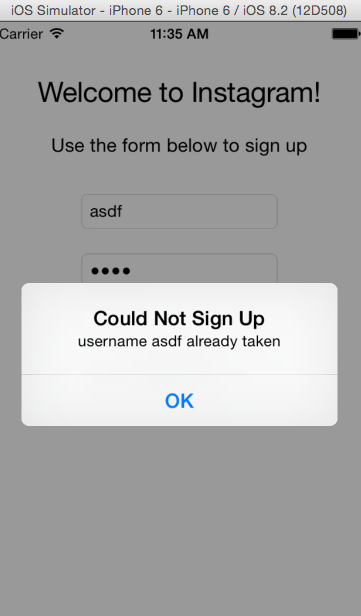 iOS Simulator - iPhone 6 - iPhone 6 / iOS 8.2 (12D508)
Carrier 11:35 AM
Welcome to Instagram!
Use the form below to sign up
asdf
••••
Could Not Sign Up
username asdf already taken
OK